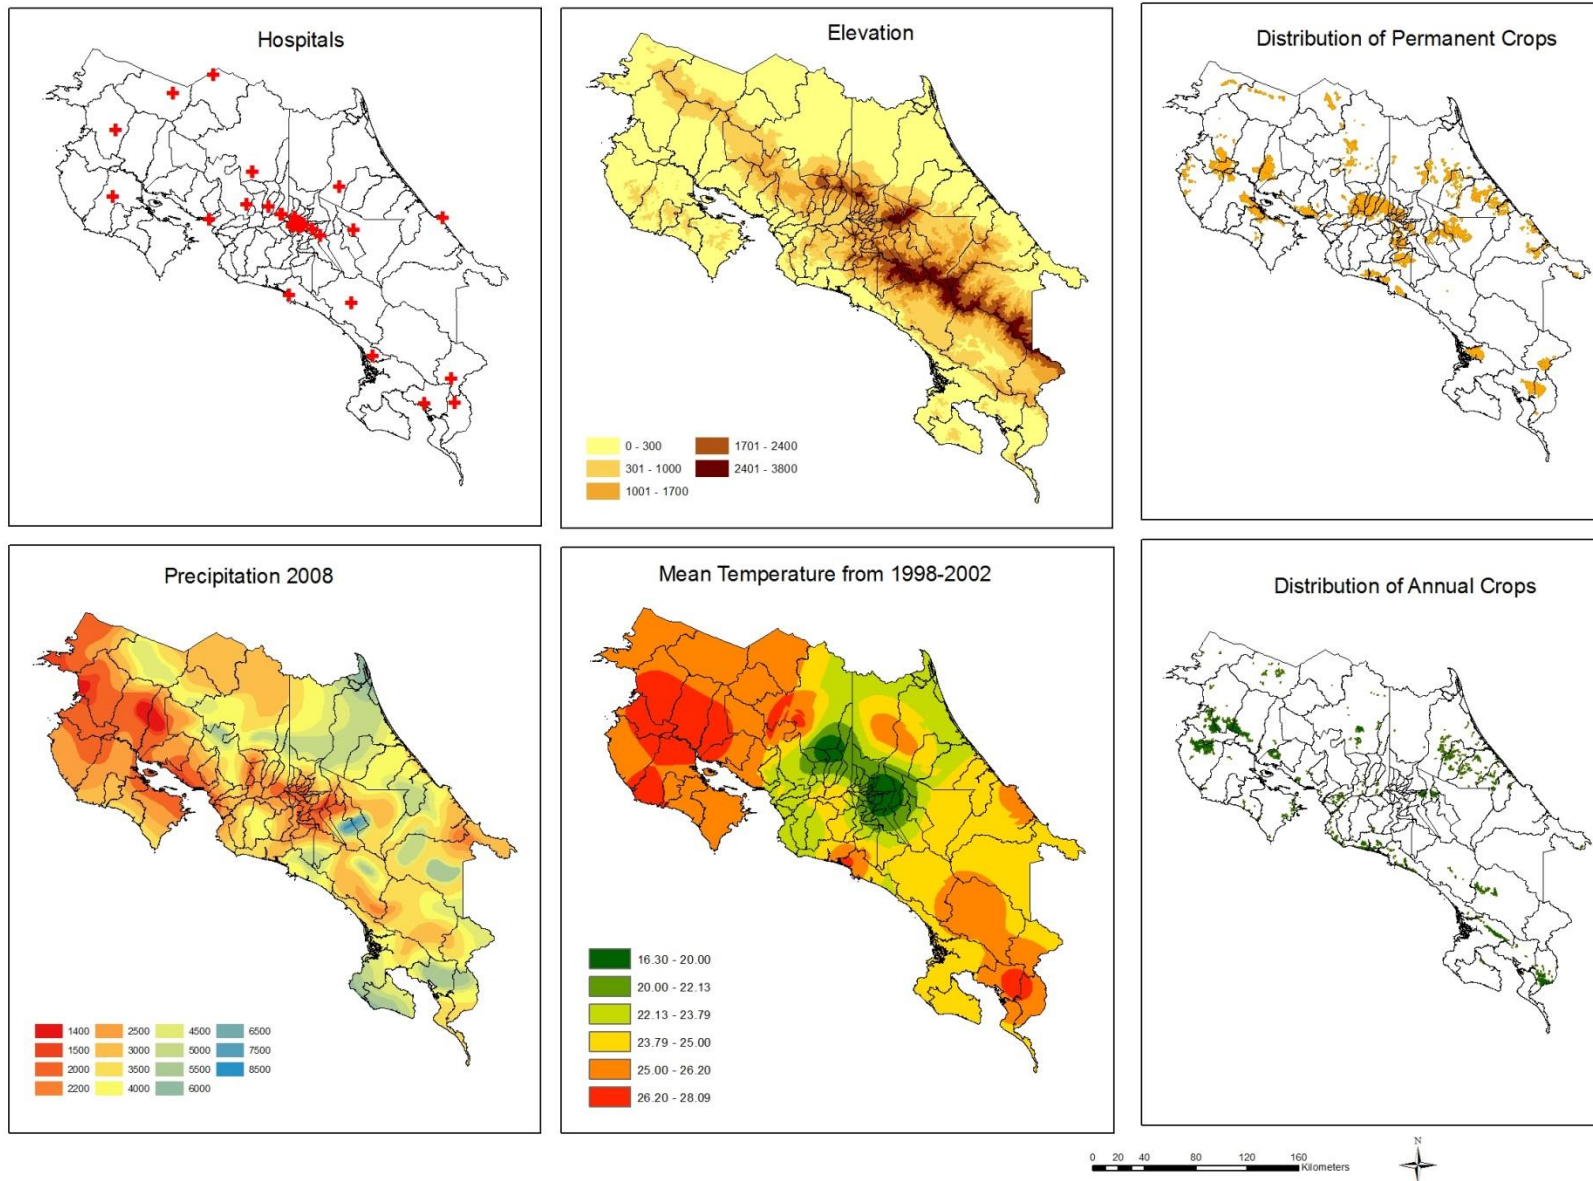 Hospitals
Elevation
0 - 300
301 - 1000
1001 - 1700
1701 - 2400
2401 - 3800
Distribution of Permanent Crops
Precipitation 2008
1400
1500
2000
2200
2500
3000
3500
4000
4500
5000
5500
6000
6500
7500
8500
Mean Temperature from 1998-2002
16.30 - 20.00
20.00 - 22.13
22.13 - 23.79
23.79 - 25.00
25.00 - 26.20
26.20 - 28.09
Distribution of Annual Crops
0 20 40 80 120 160
Kilometers
N